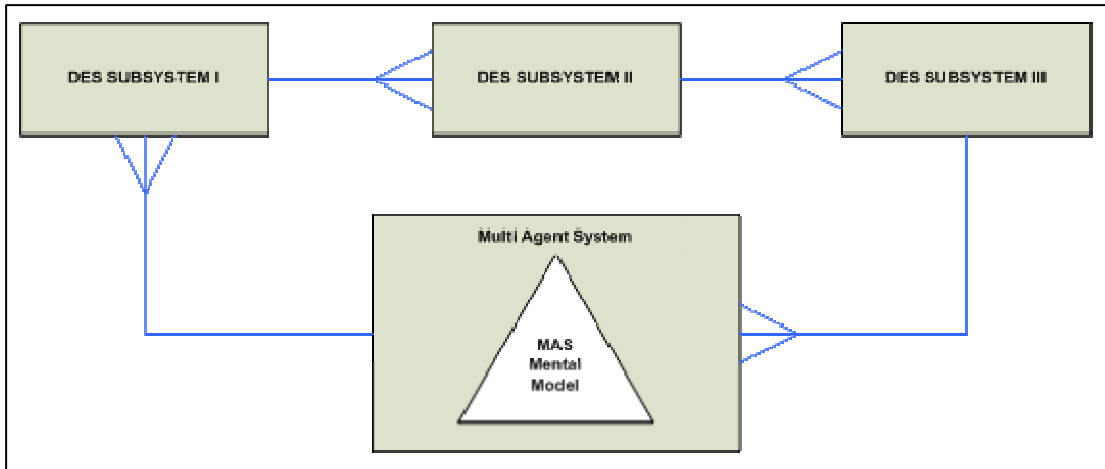 DES SUBSYSTEM I
DES SUBSYSTEM II
DES SUBSYSTEM III
Multi Agent System
MAS
Mental
Model